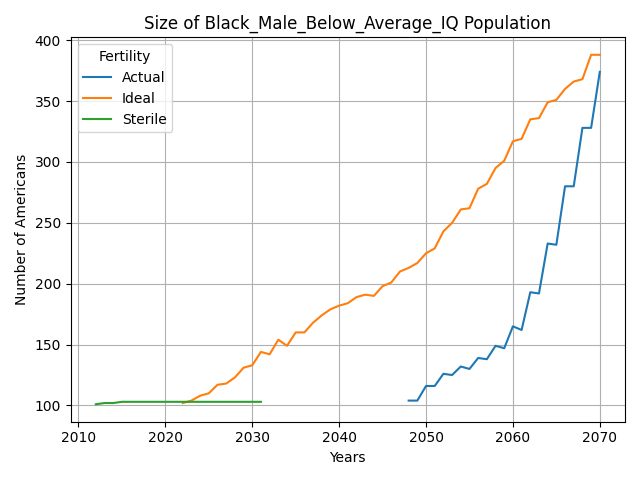 Size of Black_Male_Below_Average_IQ Population
Number of Americans
400
350
300
250
200
150
100
Fertility
Actual
Ideal
Sterile
2010
2020
2030
2040
2050
2060
2070
Years